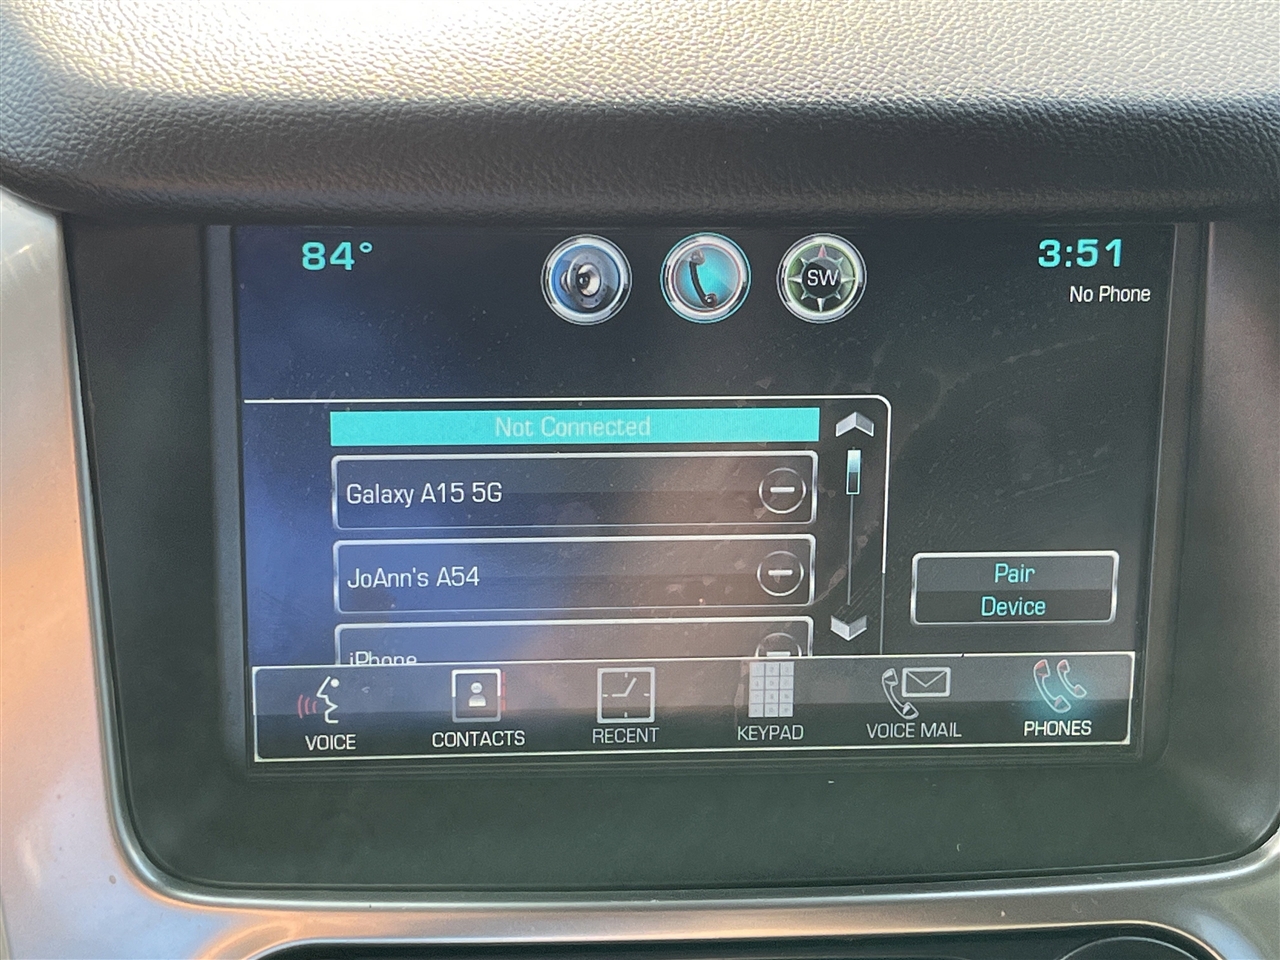 84°
SW
3:51
No Phone
Not Connected
Galaxy A15 5G
JoAnn's A54
iPhone
Pair
Device
VOICE
CONTACTS
RECENT
KEYPAD
VOICE MAIL
PHONES